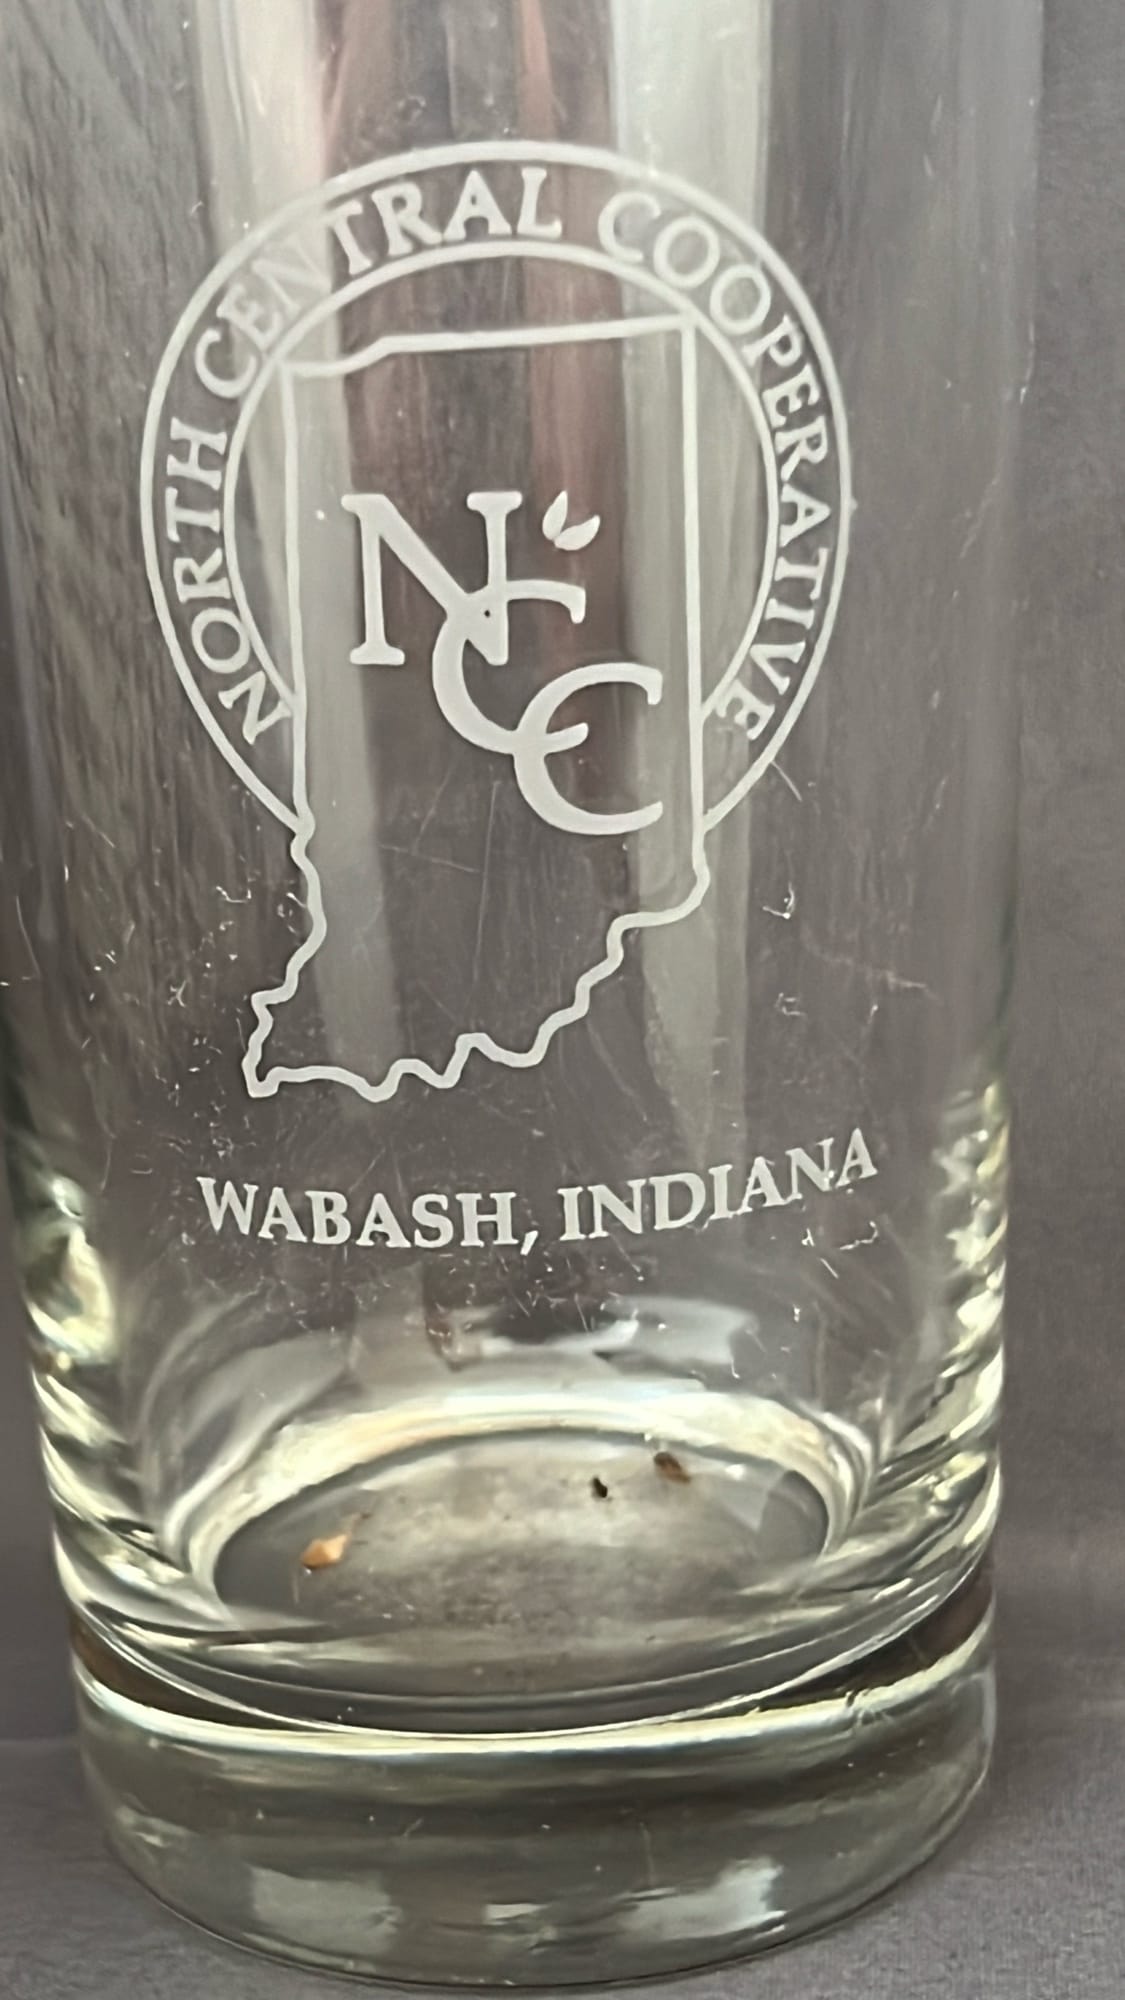 NORTH CENTRAL COOPERATIVE
NCC
WABASH, INDIANA